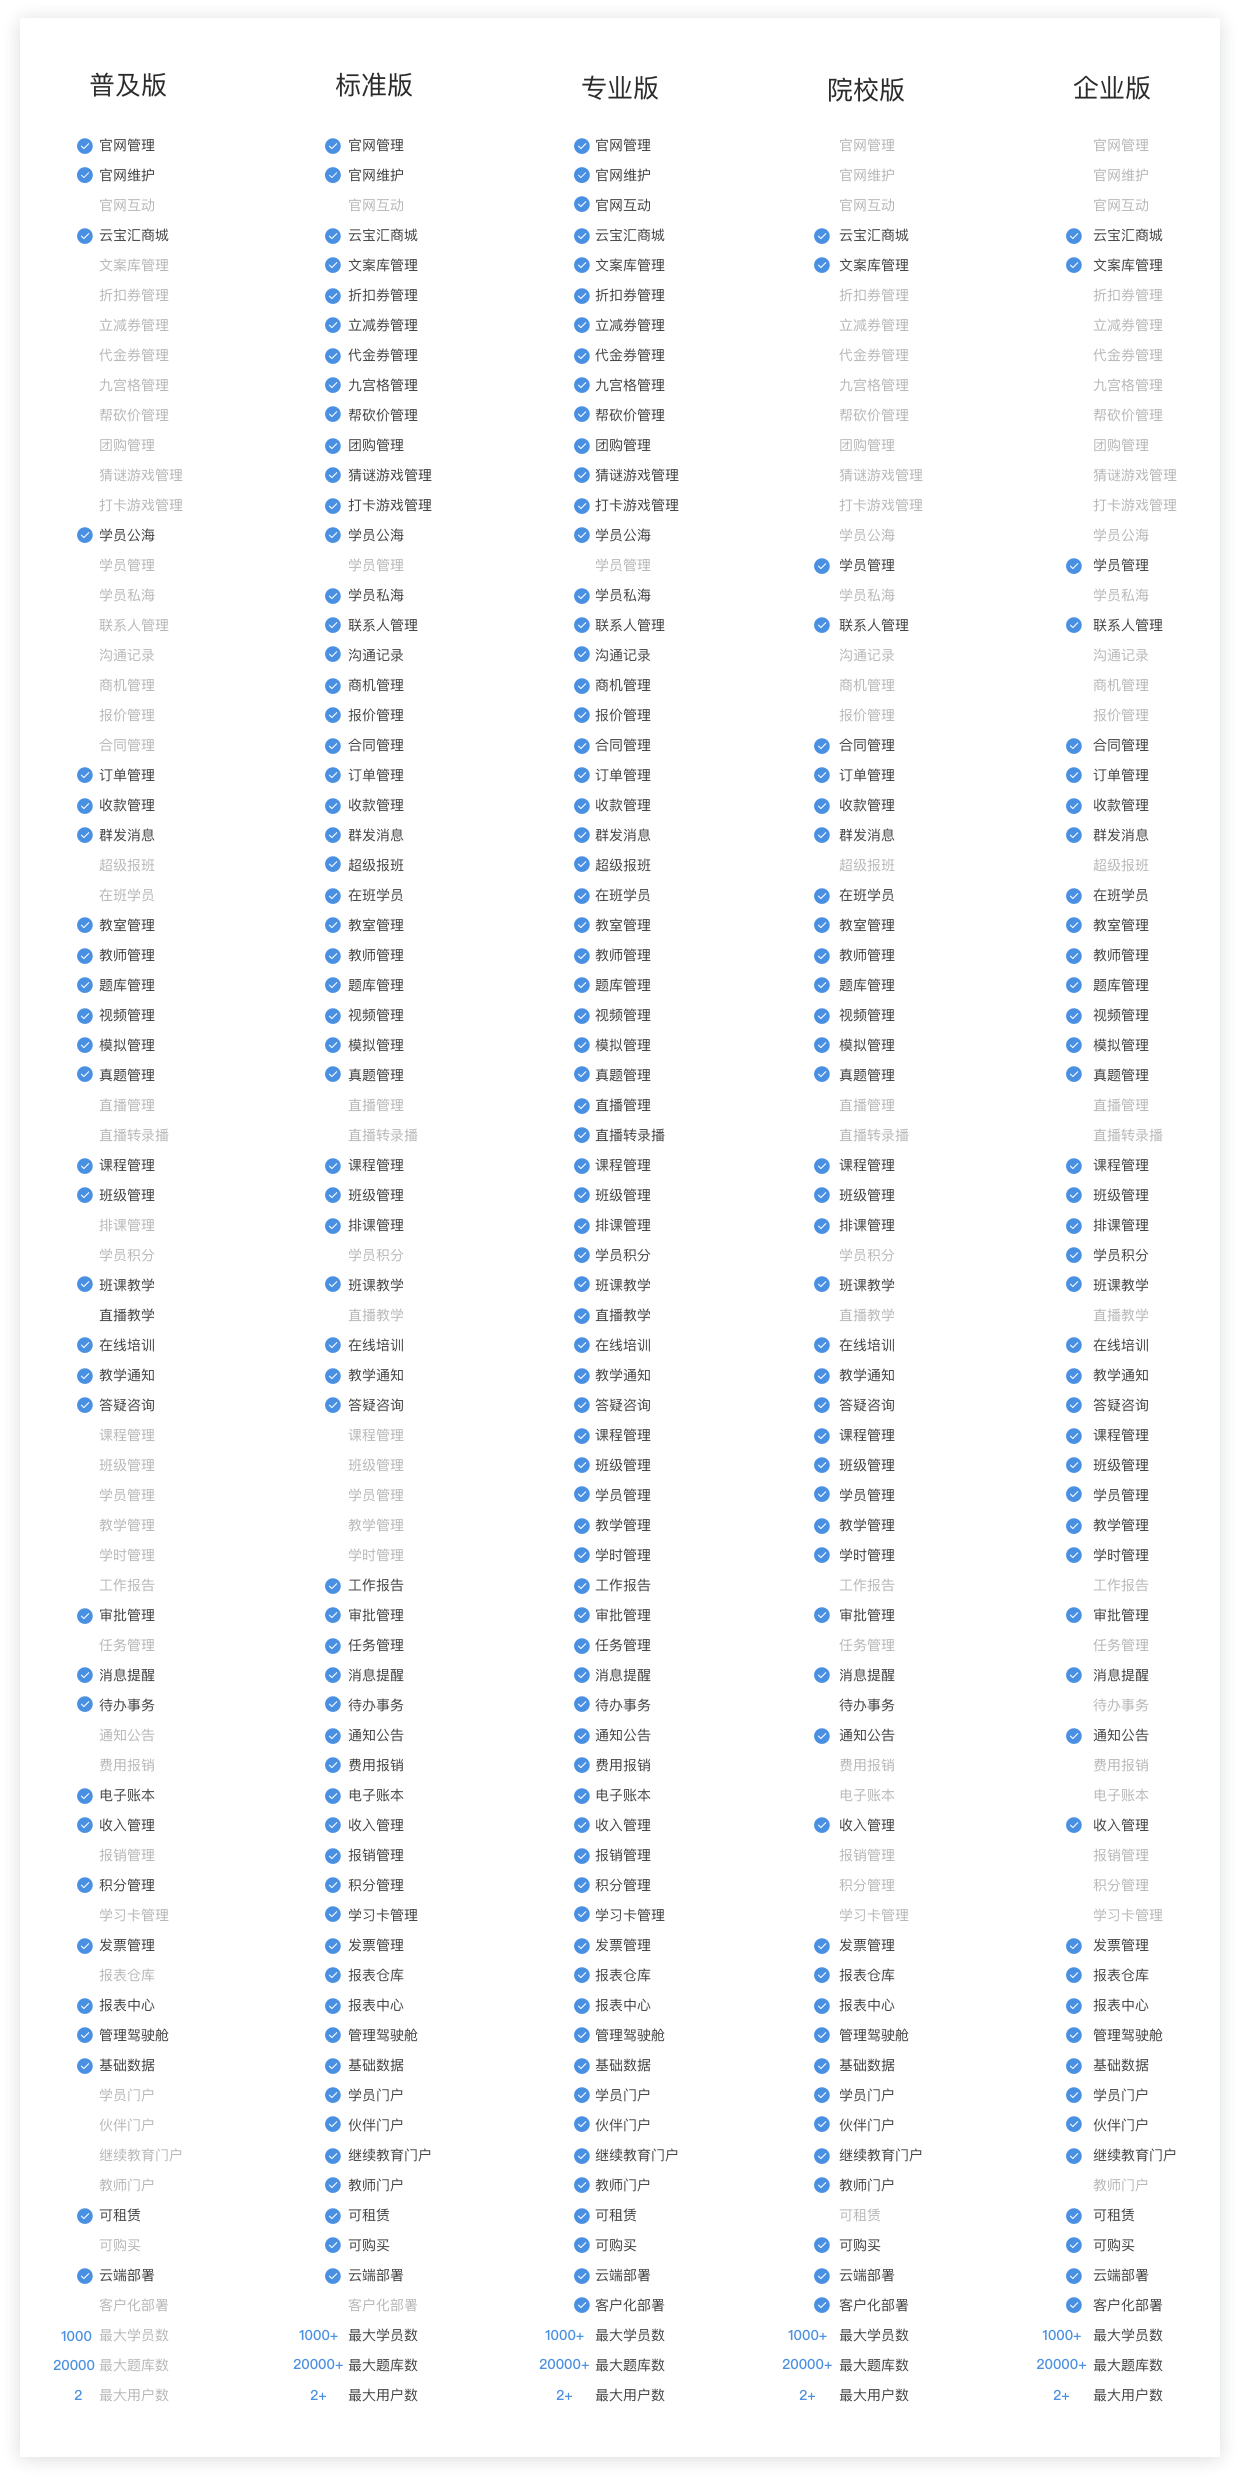 普及版 标准版 专业版 院校版 企业版
官网管理 官网管理 官网管理 官网管理 官网管理
官网维护 官网维护 官网维护 官网维护 官网维护
官网互动 官网互动 官网互动 官网互动 官网互动
云宝汇商城 云宝汇商城 云宝汇商城 云宝汇商城 云宝汇商城
文案库管理 文案库管理 文案库管理 文案库管理 文案库管理
折扣券管理 折扣券管理 折扣券管理 折扣券管理 折扣券管理
立减券管理 立减券管理 立减券管理 立减券管理 立减券管理
代金券管理 代金券管理 代金券管理 代金券管理 代金券管理
九宫格管理 九宫格管理 九宫格管理 九宫格管理 九宫格管理
帮砍价管理 帮砍价管理 帮砍价管理 帮砍价管理 帮砍价管理
团购管理 团购管理 团购管理 团购管理 团购管理
猜谜游戏管理 猜谜游戏管理 猜谜游戏管理 猜谜游戏管理 猜谜游戏管理
打卡游戏管理 打卡游戏管理 打卡游戏管理 打卡游戏管理 打卡游戏管理
学员公海 学员公海 学员公海 学员公海 学员公海
学员管理 学员管理 学员管理 学员管理 学员管理
学员私海 学员私海 学员私海 学员私海 学员私海
联系人管理 联系人管理 联系人管理 联系人管理 联系人管理
沟通记录 沟通记录 沟通记录 沟通记录 沟通记录
商机管理 商机管理 商机管理 商机管理 商机管理
报价管理 报价管理 报价管理 报价管理 报价管理
合同管理 合同管理 合同管理 合同管理 合同管理
订单管理 订单管理 订单管理 订单管理 订单管理
收款管理 收款管理 收款管理 收款管理 收款管理
群发消息 群发消息 群发消息 群发消息 群发消息
超级报班 超级报班 超级报班 超级报班 超级报班
在班学员 在班学员 在班学员 在班学员 在班学员
教室管理 教室管理 教室管理 教室管理 教室管理
教师管理 教师管理 教师管理 教师管理 教师管理
题库管理 题库管理 题库管理 题库管理 题库管理
视频管理 视频管理 视频管理 视频管理 视频管理
模拟管理 模拟管理 模拟管理 模拟管理 模拟管理
真题管理 真题管理 真题管理 真题管理 真题管理
直播管理 直播管理 直播管理 直播管理 直播管理
直播转录播 直播转录播 直播转录播 直播转录播 直播转录播
课程管理 课程管理 课程管理 课程管理 课程管理
班级管理 班级管理 班级管理 班级管理 班级管理
排课管理 排课管理 排课管理 排课管理 排课管理
学员积分 学员积分 学员积分 学员积分 学员积分
班课教学 班课教学 班课教学 班课教学 班课教学
直播教学 直播教学 直播教学 直播教学 直播教学
在线培训 在线培训 在线培训 在线培训 在线培训
教学通知 教学通知 教学通知 教学通知 教学通知
答疑咨询 答疑咨询 答疑咨询 答疑咨询 答疑咨询
课程管理 课程管理 课程管理 课程管理 课程管理
班级管理 班级管理 班级管理 班级管理 班级管理
学员管理 学员管理 学员管理 学员管理 学员管理
教学管理 教学管理 教学管理 教学管理 教学管理
学时管理 学时管理 学时管理 学时管理 学时管理
工作报告 工作报告 工作报告 工作报告 工作报告
审批管理 审批管理 审批管理 审批管理 审批管理
任务管理 任务管理 任务管理 任务管理 任务管理
消息提醒 消息提醒 消息提醒 消息提醒 消息提醒
待办事务 待办事务 待办事务 待办事务 待办事务
通知公告 通知公告 通知公告 通知公告 通知公告
费用报销 费用报销 费用报销 费用报销 费用报销
电子账本 电子账本 电子账本 电子账本 电子账本
收入管理 收入管理 收入管理 收入管理 收入管理
报销管理 报销管理 报销管理 报销管理 报销管理
积分管理 积分管理 积分管理 积分管理 积分管理
学习卡管理 学习卡管理 学习卡管理 学习卡管理 学习卡管理
发票管理 发票管理 发票管理 发票管理 发票管理
报表仓库 报表仓库 报表仓库 报表仓库 报表仓库
报表中心 报表中心 报表中心 报表中心 报表中心
管理驾驶舱 管理驾驶舱 管理驾驶舱 管理驾驶舱 管理驾驶舱
基础数据 基础数据 基础数据 基础数据 基础数据
学员门户 学员门户 学员门户 学员门户 学员门户
伙伴门户 伙伴门户 伙伴门户 伙伴门户 伙伴门户
继续教育门户 继续教育门户 继续教育门户 继续教育门户 继续教育门户
教师门户 教师门户 教师门户 教师门户 教师门户
可租赁 可租赁 可租赁 可租赁 可租赁
可购买 可购买 可购买 可购买 可购买
云端部署 云端部署 云端部署 云端部署 云端部署
客户化部署 客户化部署 客户化部署 客户化部署 客户化部署
1000 最大学员数 1000+ 最大学员数 1000+ 最大学员数 1000+ 最大学员数 1000+ 最大学员数
20000 最大题库数 20000+ 最大题库数 20000+ 最大题库数 20000+ 最大题库数 20000+ 最大题库数
2 最大用户数 2+ 最大用户数 2+ 最大用户数 2+ 最大用户数 2+ 最大用户数